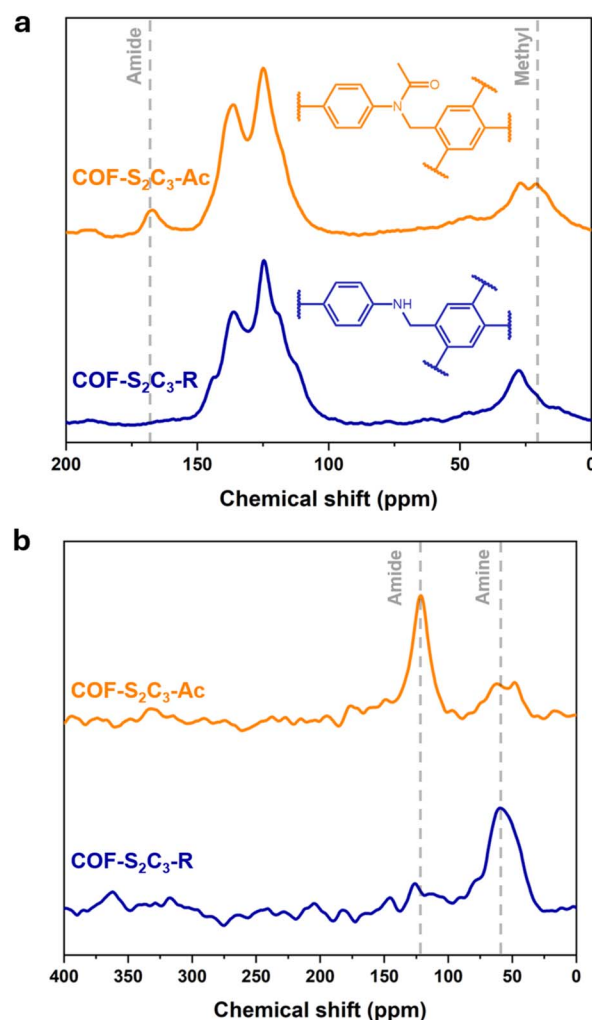 a
Amide
Methyl
O
N
COF-S₂C₃-Ac
NH
COF-S₂C₃-R
200 150 100 50 0
Chemical shift (ppm)
b
Amide
Amine
COF-S₂C₃-Ac
COF-S₂C₃-R
400 350 300 250 200 150 100 50 0
Chemical shift (ppm)